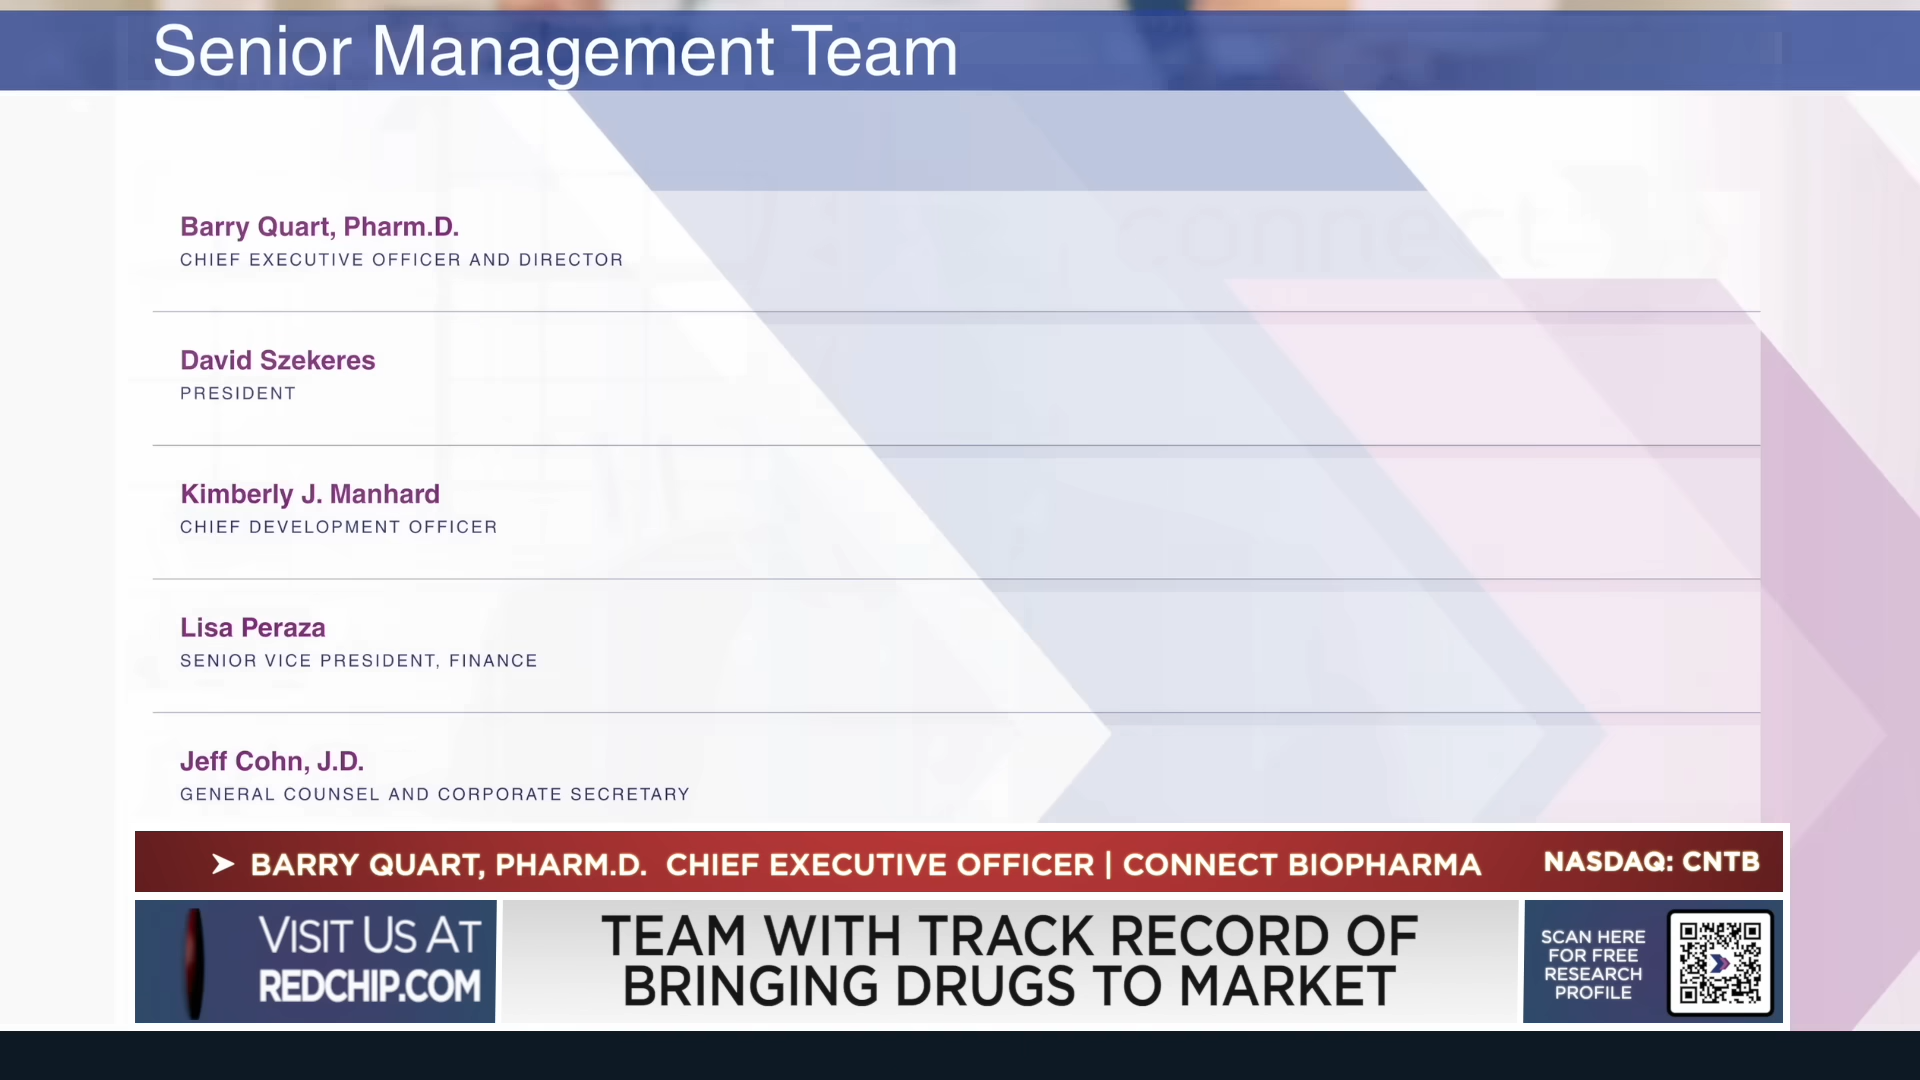 Senior Management Team
connect
Barry Quart, Pharm.D.
CHIEF EXECUTIVE OFFICER AND DIRECTOR
David Szekeres
PRESIDENT
Kimberly J. Manhard
CHIEF DEVELOPMENT OFFICER
Lisa Peraza
SENIOR VICE PRESIDENT, FINANCE
Jeff Cohn, J.D.
GENERAL COUNSEL AND CORPORATE SECRETARY
➤ BARRY QUART, PHARM.D. CHIEF EXECUTIVE OFFICER | CONNECT BIOPHARMA
NASDAQ: CNTB
VISIT US AT
REDCHIP.COM
TEAM WITH TRACK RECORD OF
BRINGING DRUGS TO MARKET
SCAN HERE
FOR FREE
RESEARCH
PROFILE